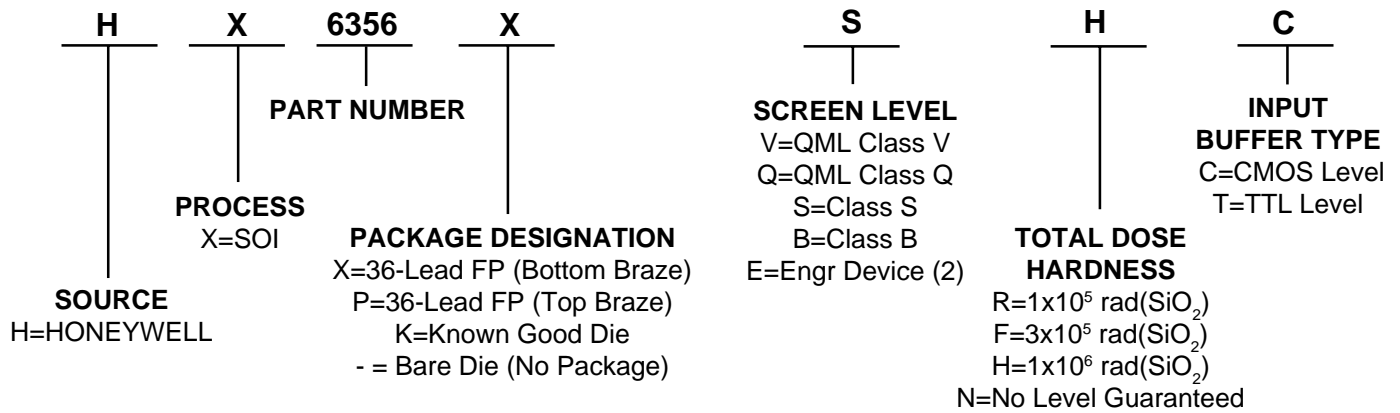 H X 6356 X S H C
PART NUMBER
PROCESS
X=SOI
SOURCE
H=HONEYWELL
PACKAGE DESIGNATION
X=36-Lead FP (Bottom Braze)
P=36-Lead FP (Top Braze)
K=Known Good Die
- = Bare Die (No Package)
SCREEN LEVEL
V=QML Class V
Q=QML Class Q
S=Class S
B=Class B
E=Engr Device (2)
TOTAL DOSE
HARDNESS
R=1x10⁵ rad(SiO₂)
F=3x10⁵ rad(SiO₂)
H=1x10⁶ rad(SiO₂)
N=No Level Guaranteed
INPUT
BUFFER TYPE
C=CMOS Level
T=TTL Level